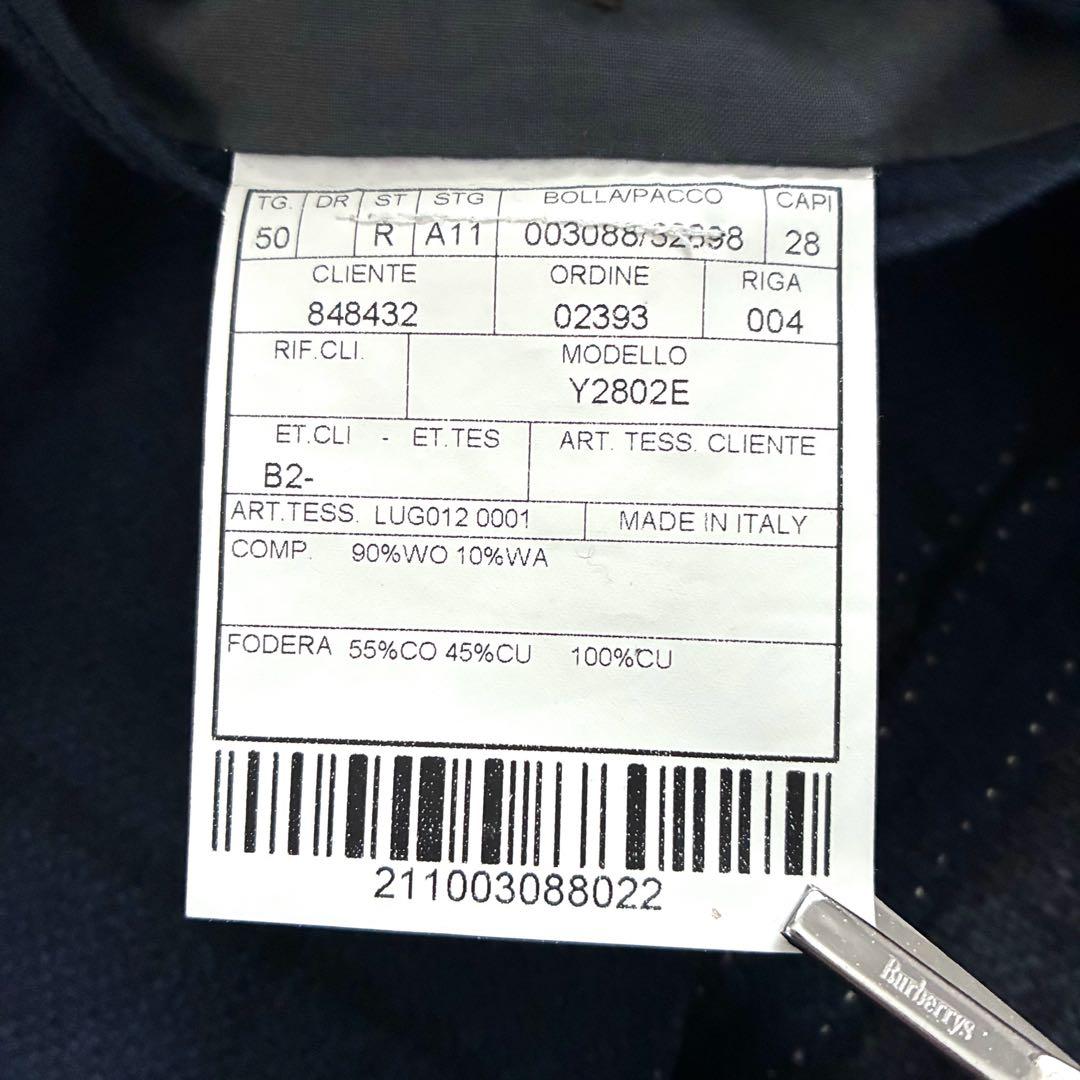 TG. DR ST STG BOLLA/PACCO CAPI
50 R A11 28
CLIENTE ORDINE RIGA
848432 02393 004
RIF.CLI. MODELLO
Y2802E
ET.CLI - ET.TES ART. TESS. CLIENTE
B2-
ART.TESS. LUG012 0001 MADE IN ITALY
COMP. 90%WO 10%WA
FODERA 55%CO 45%CU 100%CU
211003088022
Burberrys